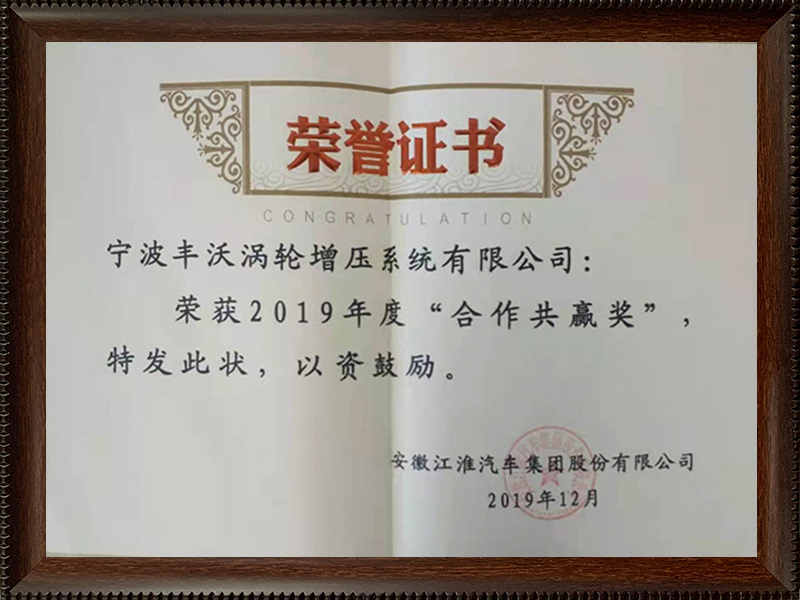 荣誉证书
CONGRATULATION
宁波丰沃涡轮增压系统有限公司：
荣获2019年度“合作共赢奖”，
特发此状，以资鼓励。
安徽江淮汽车集团股份有限公司
2019年12月